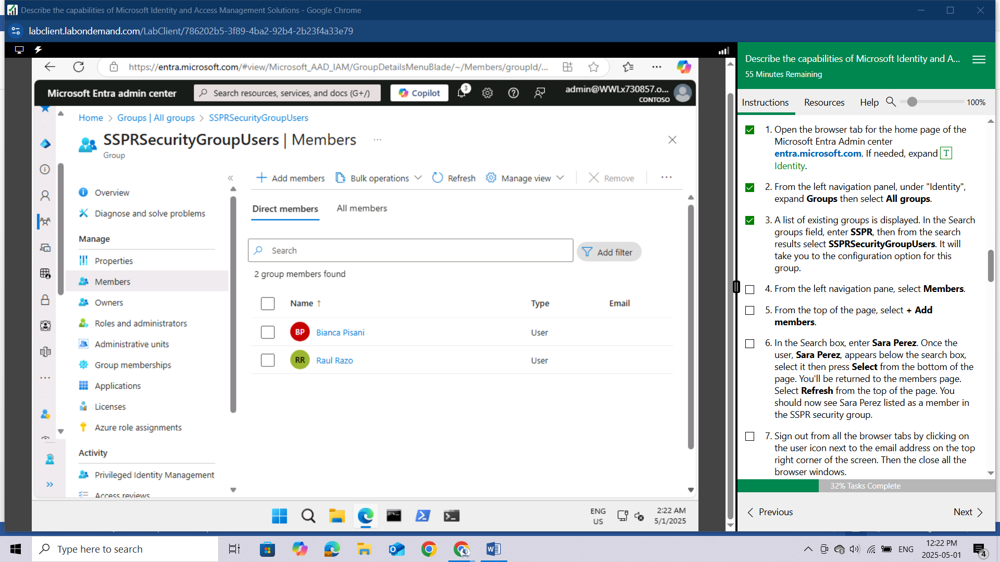 Describe the capabilities of Microsoft Identity and Access Management Solutions - Google Chrome
labclient.labondemand.com/LabClient/786202b5-3f89-4ba2-92b4-2b23f4a33e79
https://entra.microsoft.com/#view/Microsoft_AAD_IAM/GroupDetailsMenuBlade/~/Members/groupId/...
Microsoft Entra admin center
Search resources, services, and docs (G+/)
Copilot
3
admin@WWLx730857.o...
CONTOSO
Home > Groups | All groups > SSPRSecurityGroupUsers
SSPRSecurityGroupUsers | Members ...
Group
Overview
Diagnose and solve problems
Manage
Properties
Members
Owners
Roles and administrators
Administrative units
Group memberships
Applications
Licenses
Azure role assignments
Activity
Privileged Identity Management
Access reviews
Add members
Bulk operations
Refresh
Manage view
Remove
Direct members
All members
Search
Add filter
2 group members found
Name ↑ Type Email
BP Bianca Pisani User
RR Raul Razo User
ENG
US
2:22 AM
5/1/2025
Describe the capabilities of Microsoft Identity and A...
55 Minutes Remaining
Instructions Resources Help 100%
1. Open the browser tab for the home page of the
Microsoft Entra Admin center
entra.microsoft.com. If needed, expand T
Identity.
2. From the left navigation panel, under "Identity",
expand Groups then select All groups.
3. A list of existing groups is displayed. In the Search
groups field, enter SSPR, then from the search
results select SSPRSecurityGroupUsers. It will
take you to the configuration option for this
group.
4. From the left navigation pane, select Members.
5. From the top of the page, select + Add
members.
6. In the Search box, enter Sara Perez. Once the
user, Sara Perez, appears below the search box,
select it then press Select from the bottom of the
page. You'll be returned to the members page.
Select Refresh from the top of the page. You
should now see Sara Perez listed as a member in
the SSPR security group.
7. Sign out from all the browser tabs by clicking on
the user icon next to the email address on the top
right corner of the screen. Then the close all the
browser windows.
32% Tasks Complete
Previous
Next
Type here to search
ENG
12:22 PM
2025-05-01
4